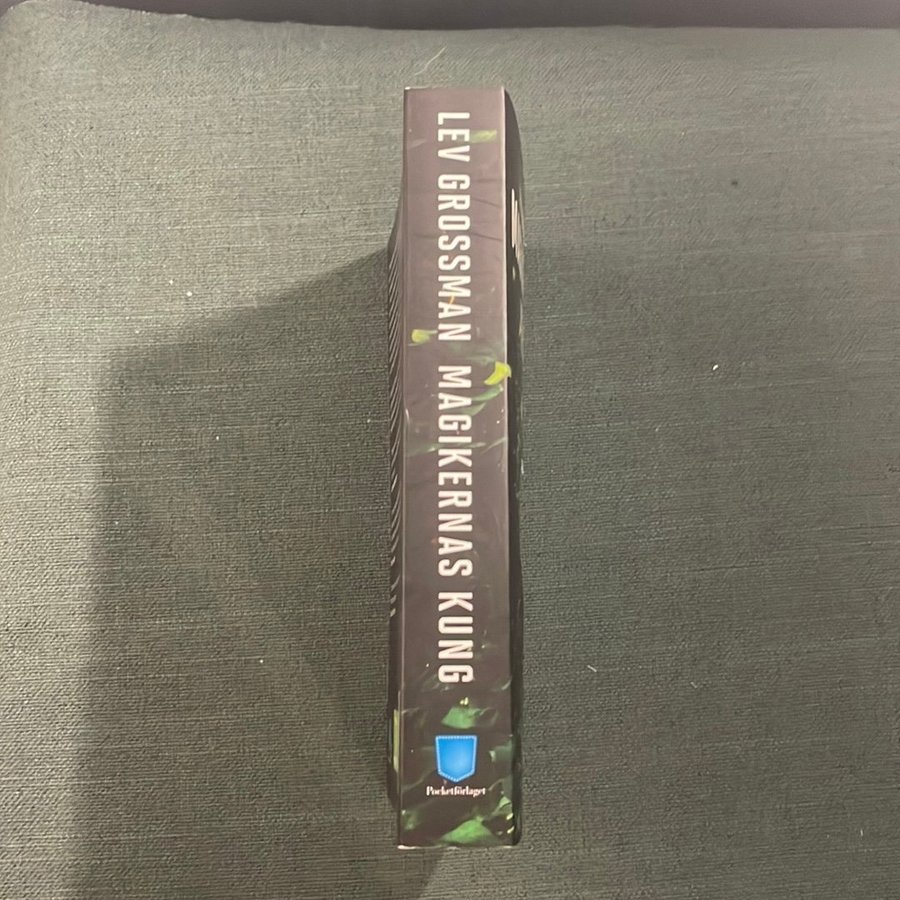 LEV GROSSMAN MAGIKERNAS KUNG
Pocketförlaget